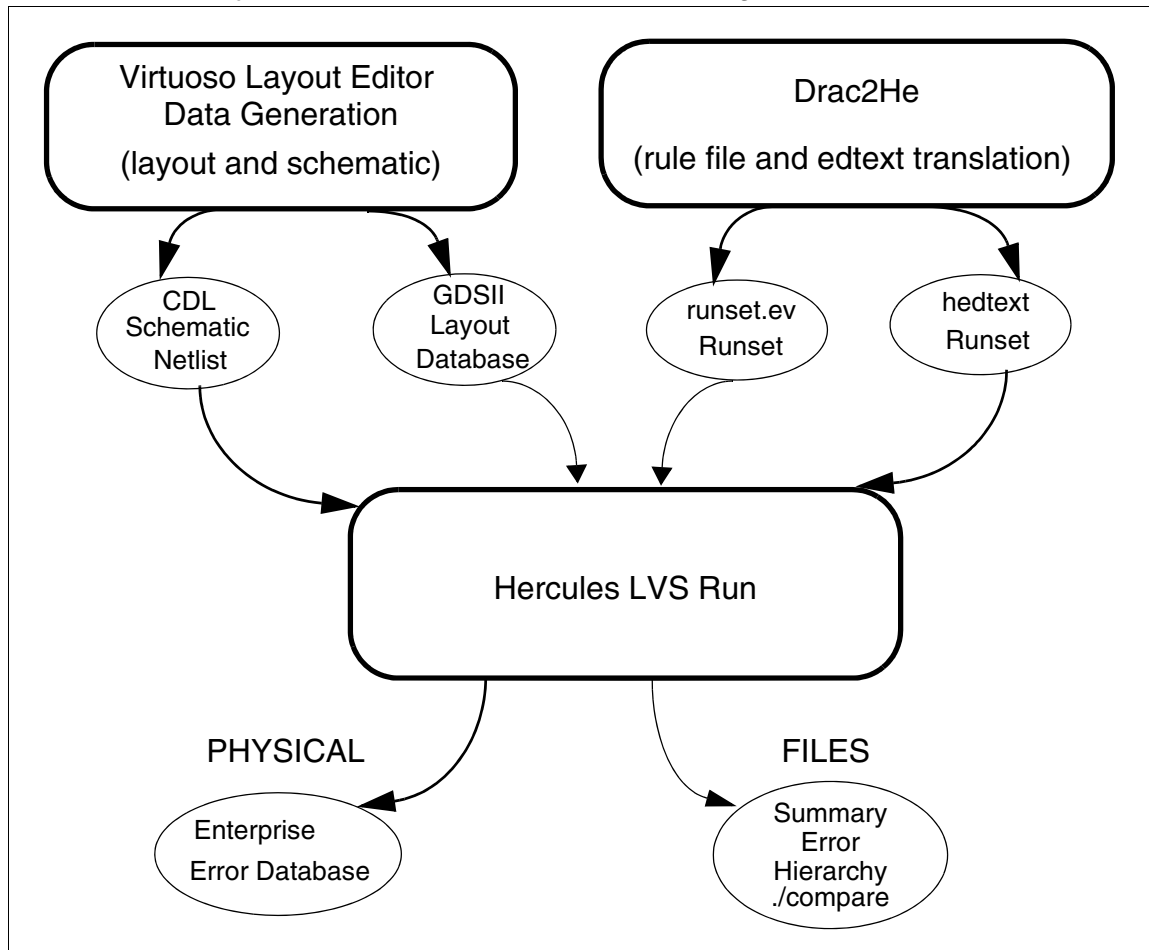 Virtuoso Layout Editor
Data Generation
(layout and schematic)
Drac2He
(rule file and edtext translation)
CDL
Schematic
Netlist
GDSII
Layout
Database
runset.ev
Runset
hedtext
Runset
Hercules LVS Run
PHYSICAL
Enterprise
Error Database
FILES
Summary
Error
Hierarchy
./compare